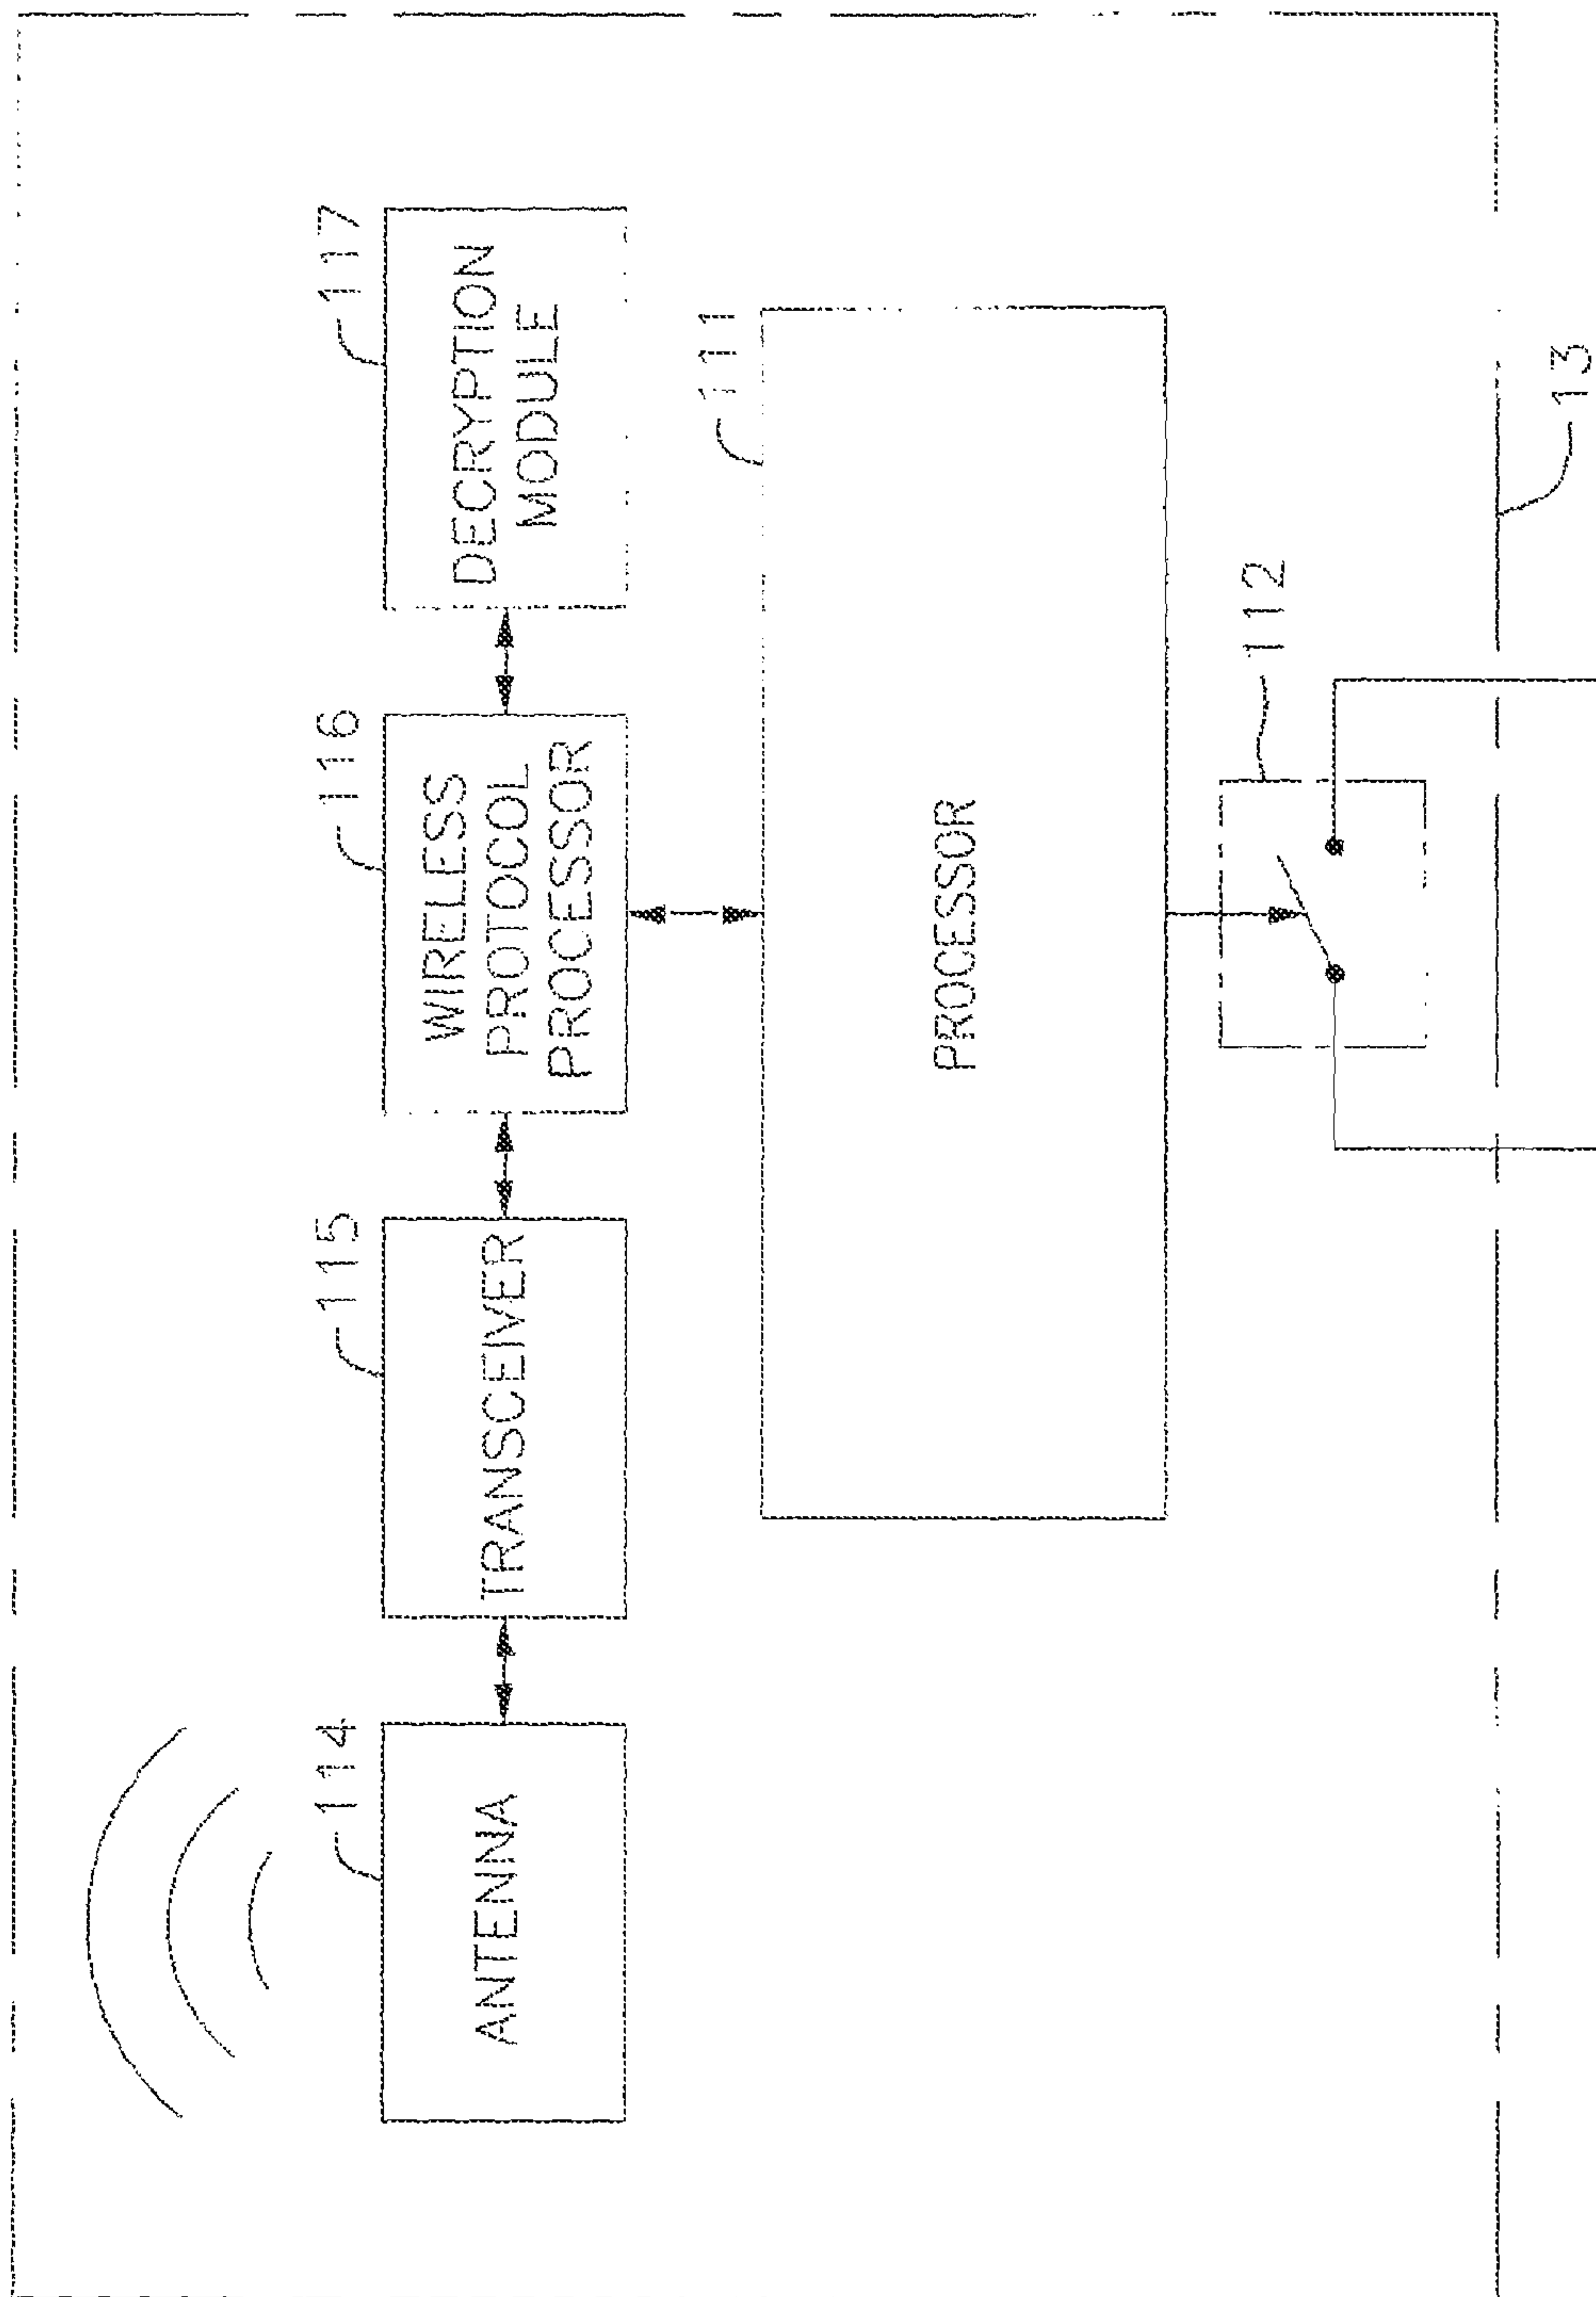 114
ANTENNA
115
TRANSCEIVER
116
WIRELESS
PROTOCOL
PROCESSOR
117
DECRYPTION
MODULE
111
PROCESSOR
112
13